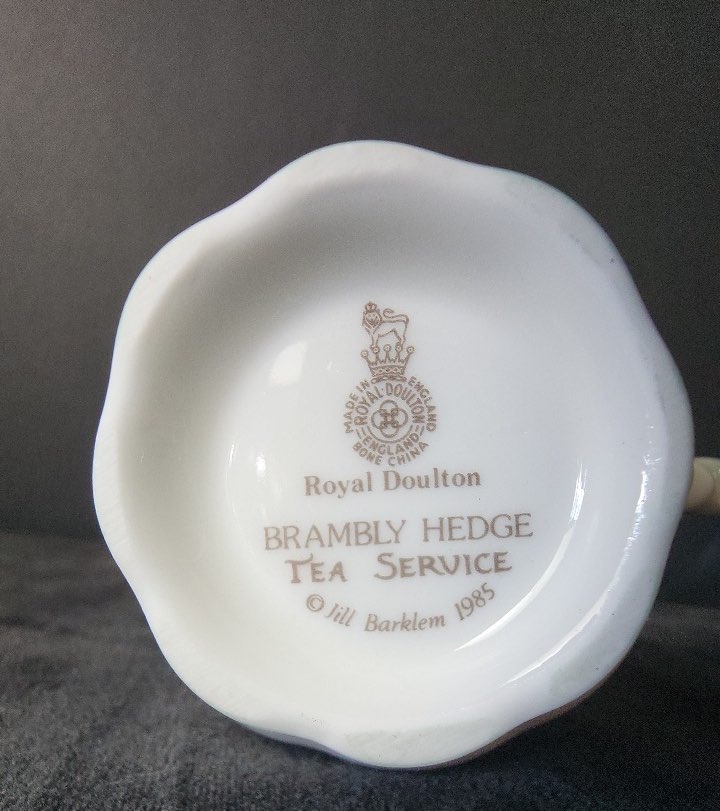 MADE IN ENGLAND
ROYAL·DOULTON
ENGLAND
BONE CHINA
Royal Doulton
BRAMBLY HEDGE
TEA SERVICE
© Jill Barklem 1985